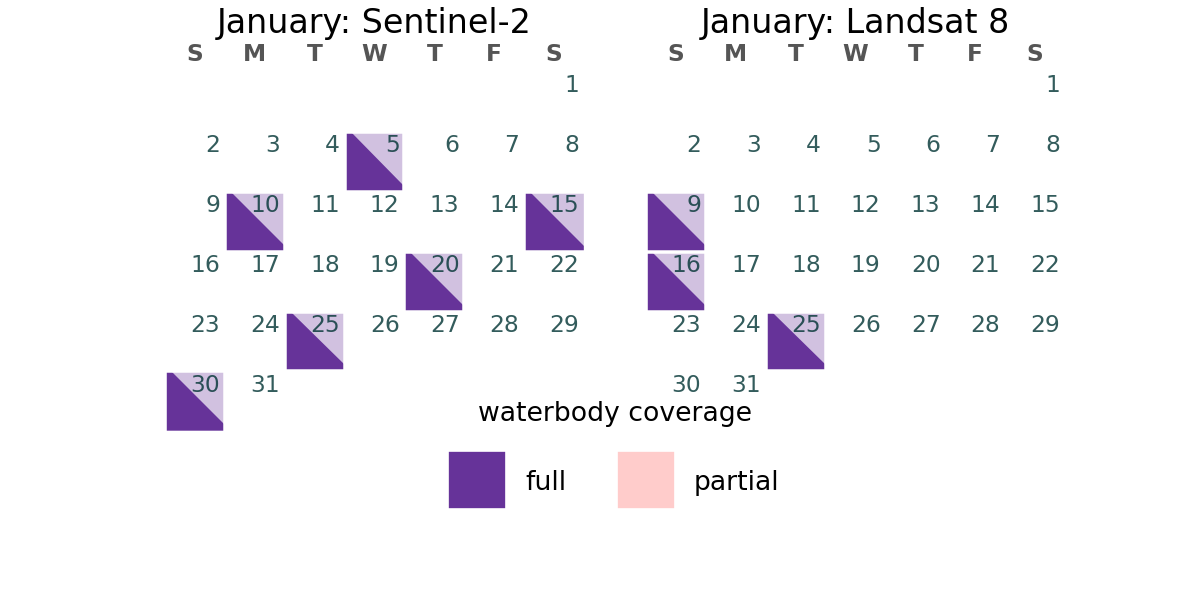 January: Sentinel-2
S M T W T F S
1
2 3 4 5 6 7 8
9 10 11 12 13 14 15
16 17 18 19 20 21 22
23 24 25 26 27 28 29
30 31
January: Landsat 8
S M T W T F S
1
2 3 4 5 6 7 8
9 10 11 12 13 14 15
16 17 18 19 20 21 22
23 24 25 26 27 28 29
30 31
waterbody coverage
full partial